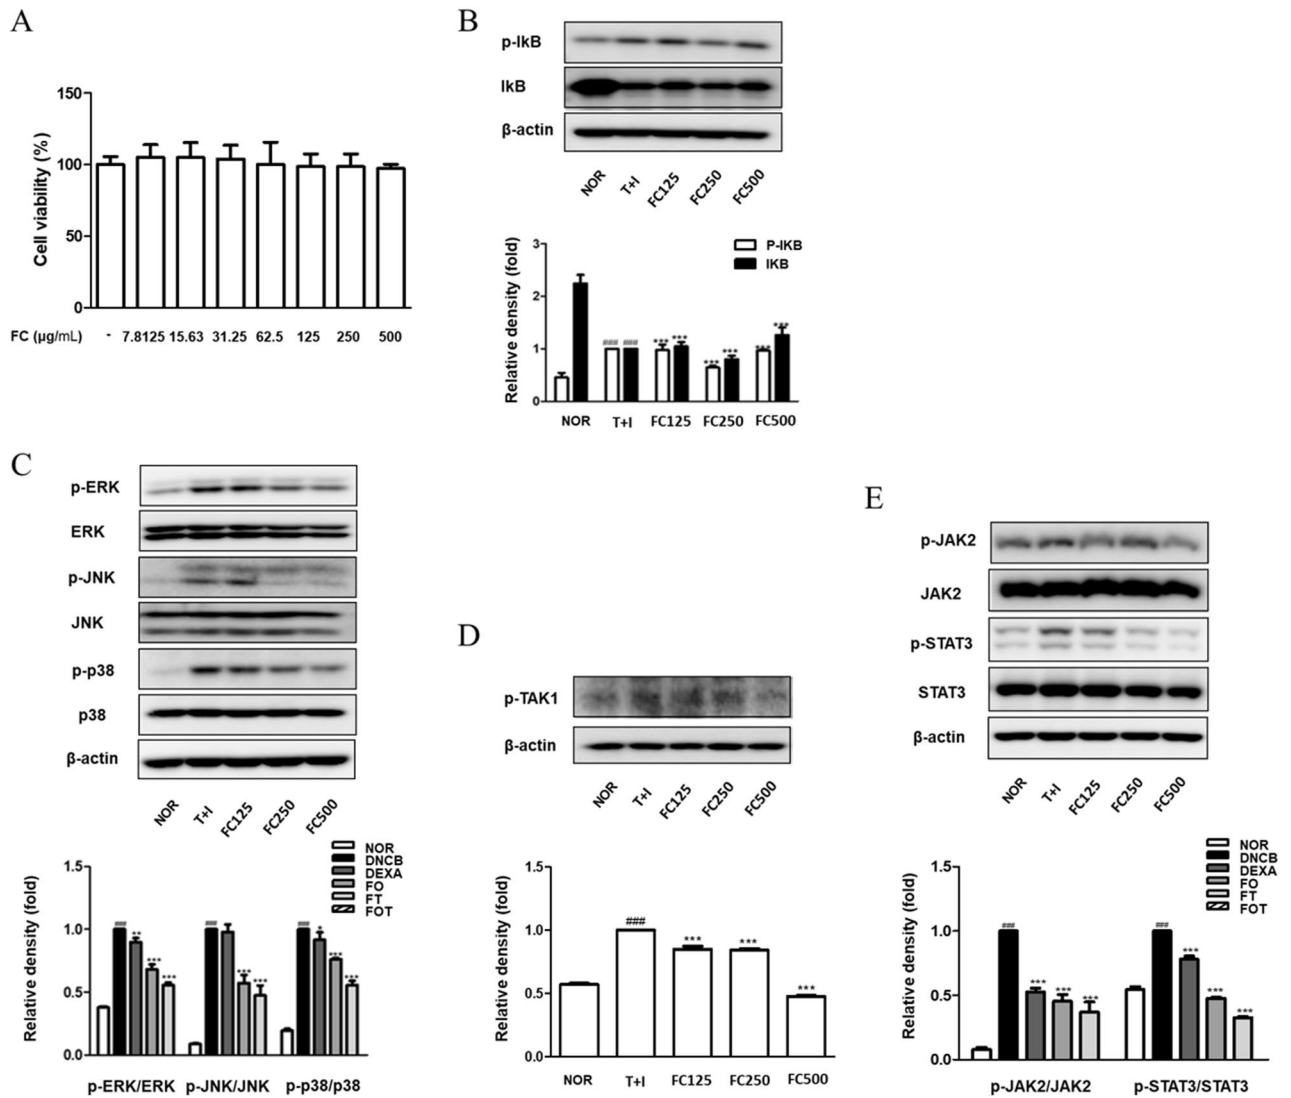 A
150
100
50
0
Cell viability (%)
FC (µg/mL) - 7.8125 15.63 31.25 62.5 125 250 500
B
p-IkB
IkB
β-actin
NOR T+I FC125 FC250 FC500
3
2
1
0
Relative density (fold)
P-IKB
IKB
### ### *** *** *** *** *** ***
NOR T+I FC125 FC250 FC500
C
p-ERK
ERK
p-JNK
JNK
p-p38
p38
β-actin
NOR T+I FC125 FC250 FC500
NOR
DNCB
DEXA
FO
FT
FOT
1.5
1.0
0.5
0.0
Relative density (fold)
### ** *** *** ### *** *** ### * *** ***
p-ERK/ERK p-JNK/JNK p-p38/p38
D
p-TAK1
β-actin
NOR T+I FC125 FC250 FC500
1.5
1.0
0.5
0.0
Relative density (fold)
### *** *** ***
NOR T+I FC125 FC250 FC500
E
p-JAK2
JAK2
p-STAT3
STAT3
β-actin
NOR T+I FC125 FC250 FC500
NOR
DNCB
DEXA
FO
FT
FOT
1.5
1.0
0.5
0.0
Relative density (fold)
### *** *** *** ### *** *** ***
p-JAK2/JAK2 p-STAT3/STAT3